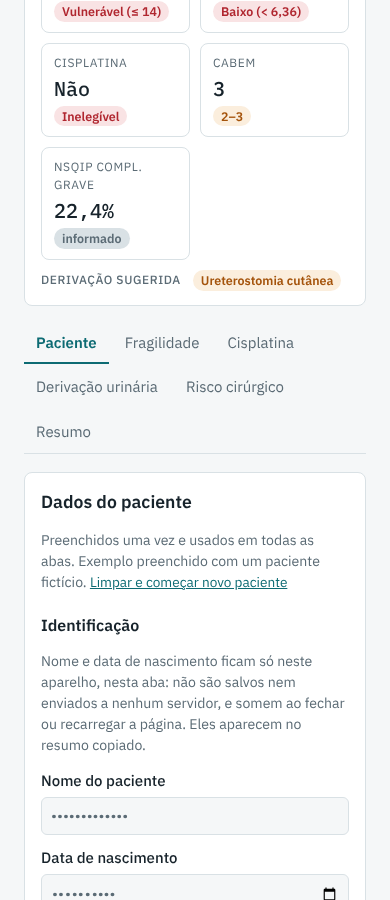 Vulnerável (≤ 14)
Baixo (< 6,36)
CISPLATINA
Não
Inelegível
CABEM
3
2–3
NSQIP COMPL.
GRAVE
22,4%
informado
DERIVAÇÃO SUGERIDA
Ureterostomia cutânea
Paciente
Fragilidade
Cisplatina
Derivação urinária
Risco cirúrgico
Resumo
Dados do paciente
Preenchidos uma vez e usados em todas as
abas. Exemplo preenchido com um paciente
fictício. Limpar e começar novo paciente
Identificação
Nome e data de nascimento ficam só neste
aparelho, nesta aba: não são salvos nem
enviados a nenhum servidor, e somem ao fechar
ou recarregar a página. Eles aparecem no
resumo copiado.
Nome do paciente
•••••••••••••
Data de nascimento
••••••••••